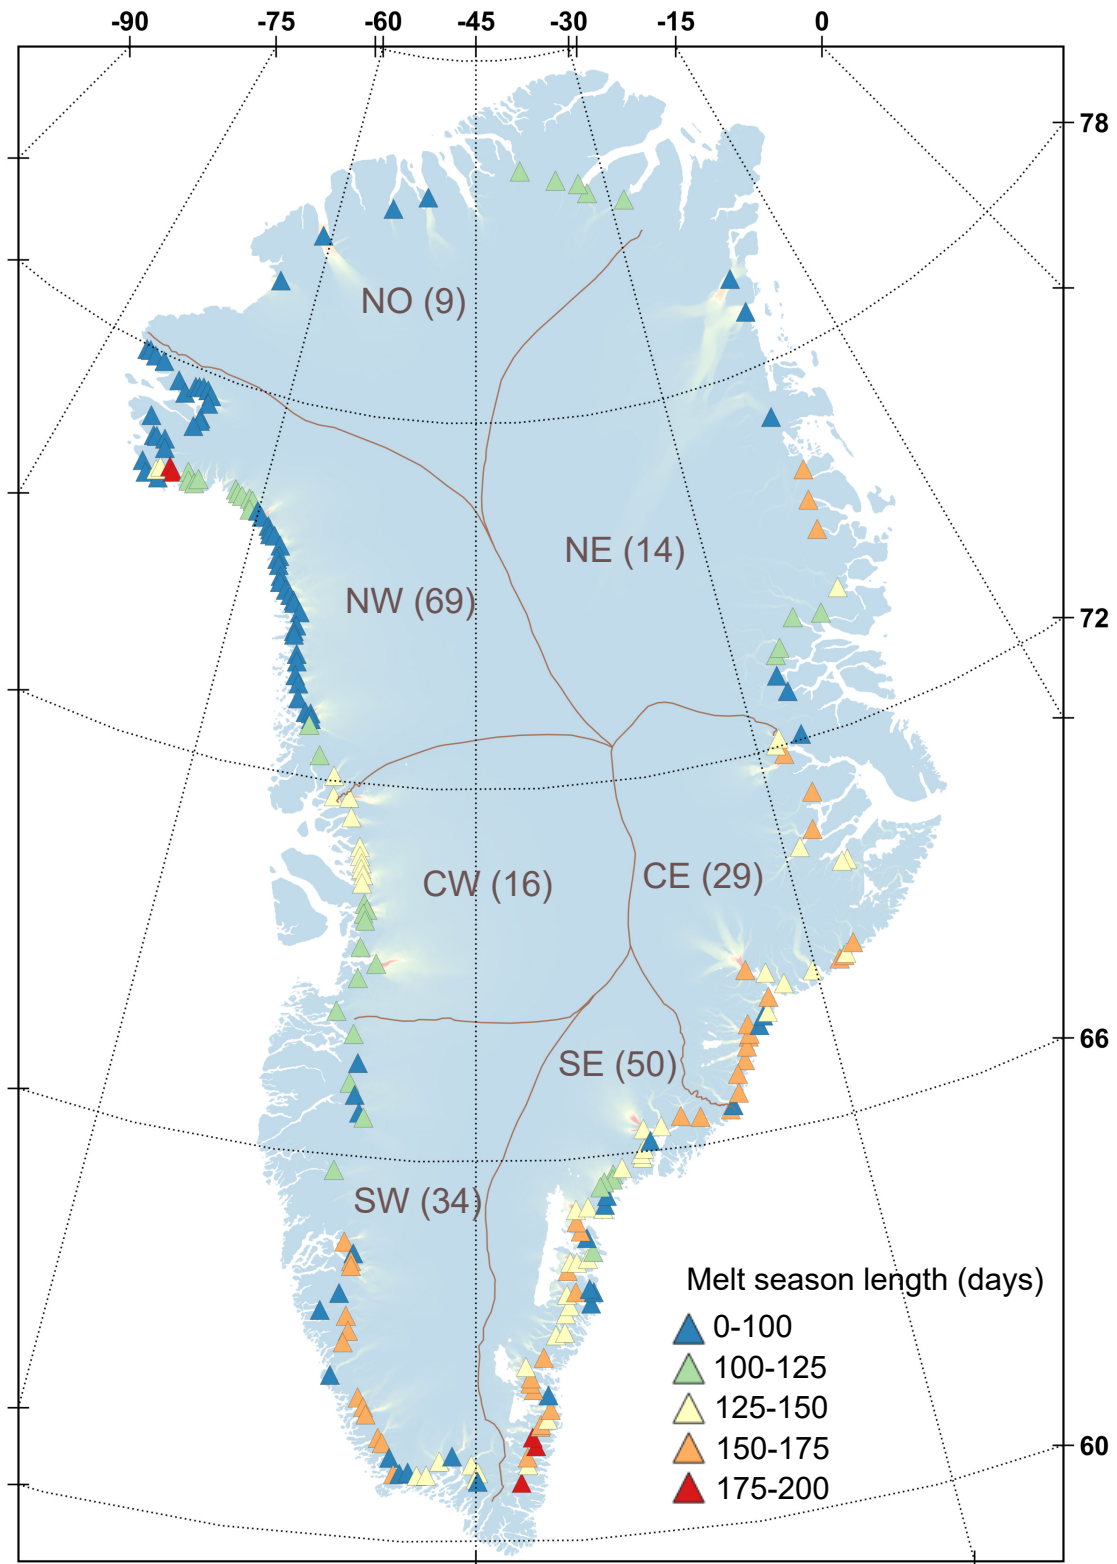 -90 -75 -60 -45 -30 -15 0
78
NO (9)
NE (14)
NW (69)
72
CW (16)
CE (29)
66
SE (50)
SW (34)
Melt season length (days)
0-100
100-125
125-150
150-175
175-200
60